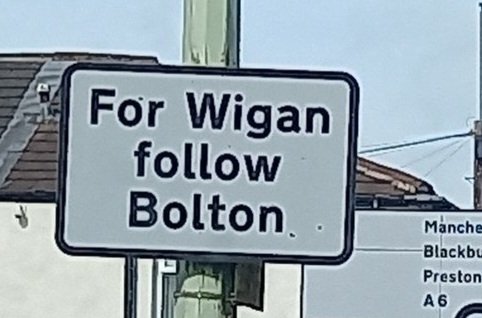 For Wigan
follow
Bolton
Preston
A6